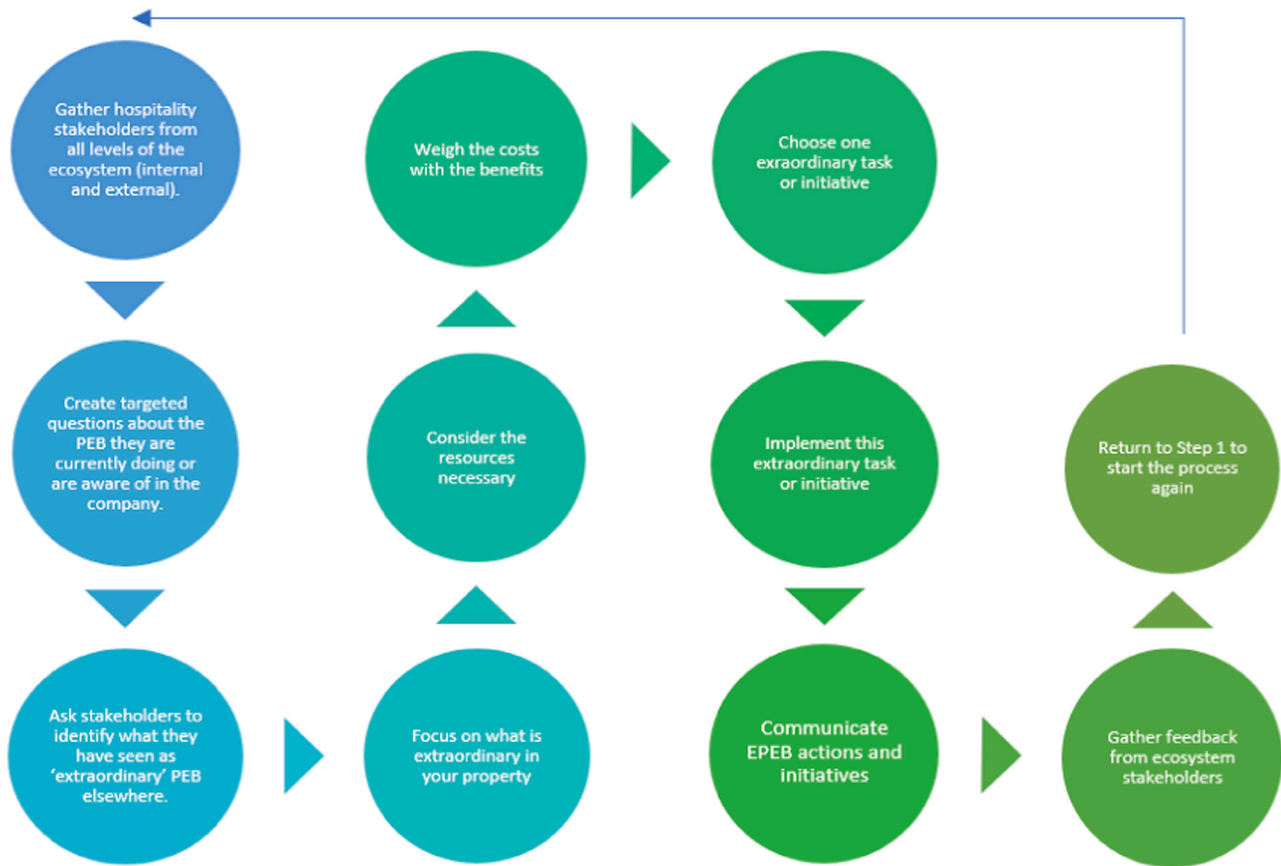 Gather hospitality
stakeholders from
all levels of the
ecosystem (internal
and external).
Create targeted
questions about the
PEB they are
currently doing or
are aware of in the
company.
Ask stakeholders to
identify what they
have seen as
‘extraordinary’ PEB
elsewhere.
Focus on what is
extraordinary in
your property
Consider the
resources
necessary
Weigh the costs
with the benefits
Choose one
exraordinary task
or initiative
Implement this
extraordinary task
or initiative
Communicate
EPEB actions and
initiatives
Gather feedback
from ecosystem
stakeholders
Return to Step 1 to
start the process
again